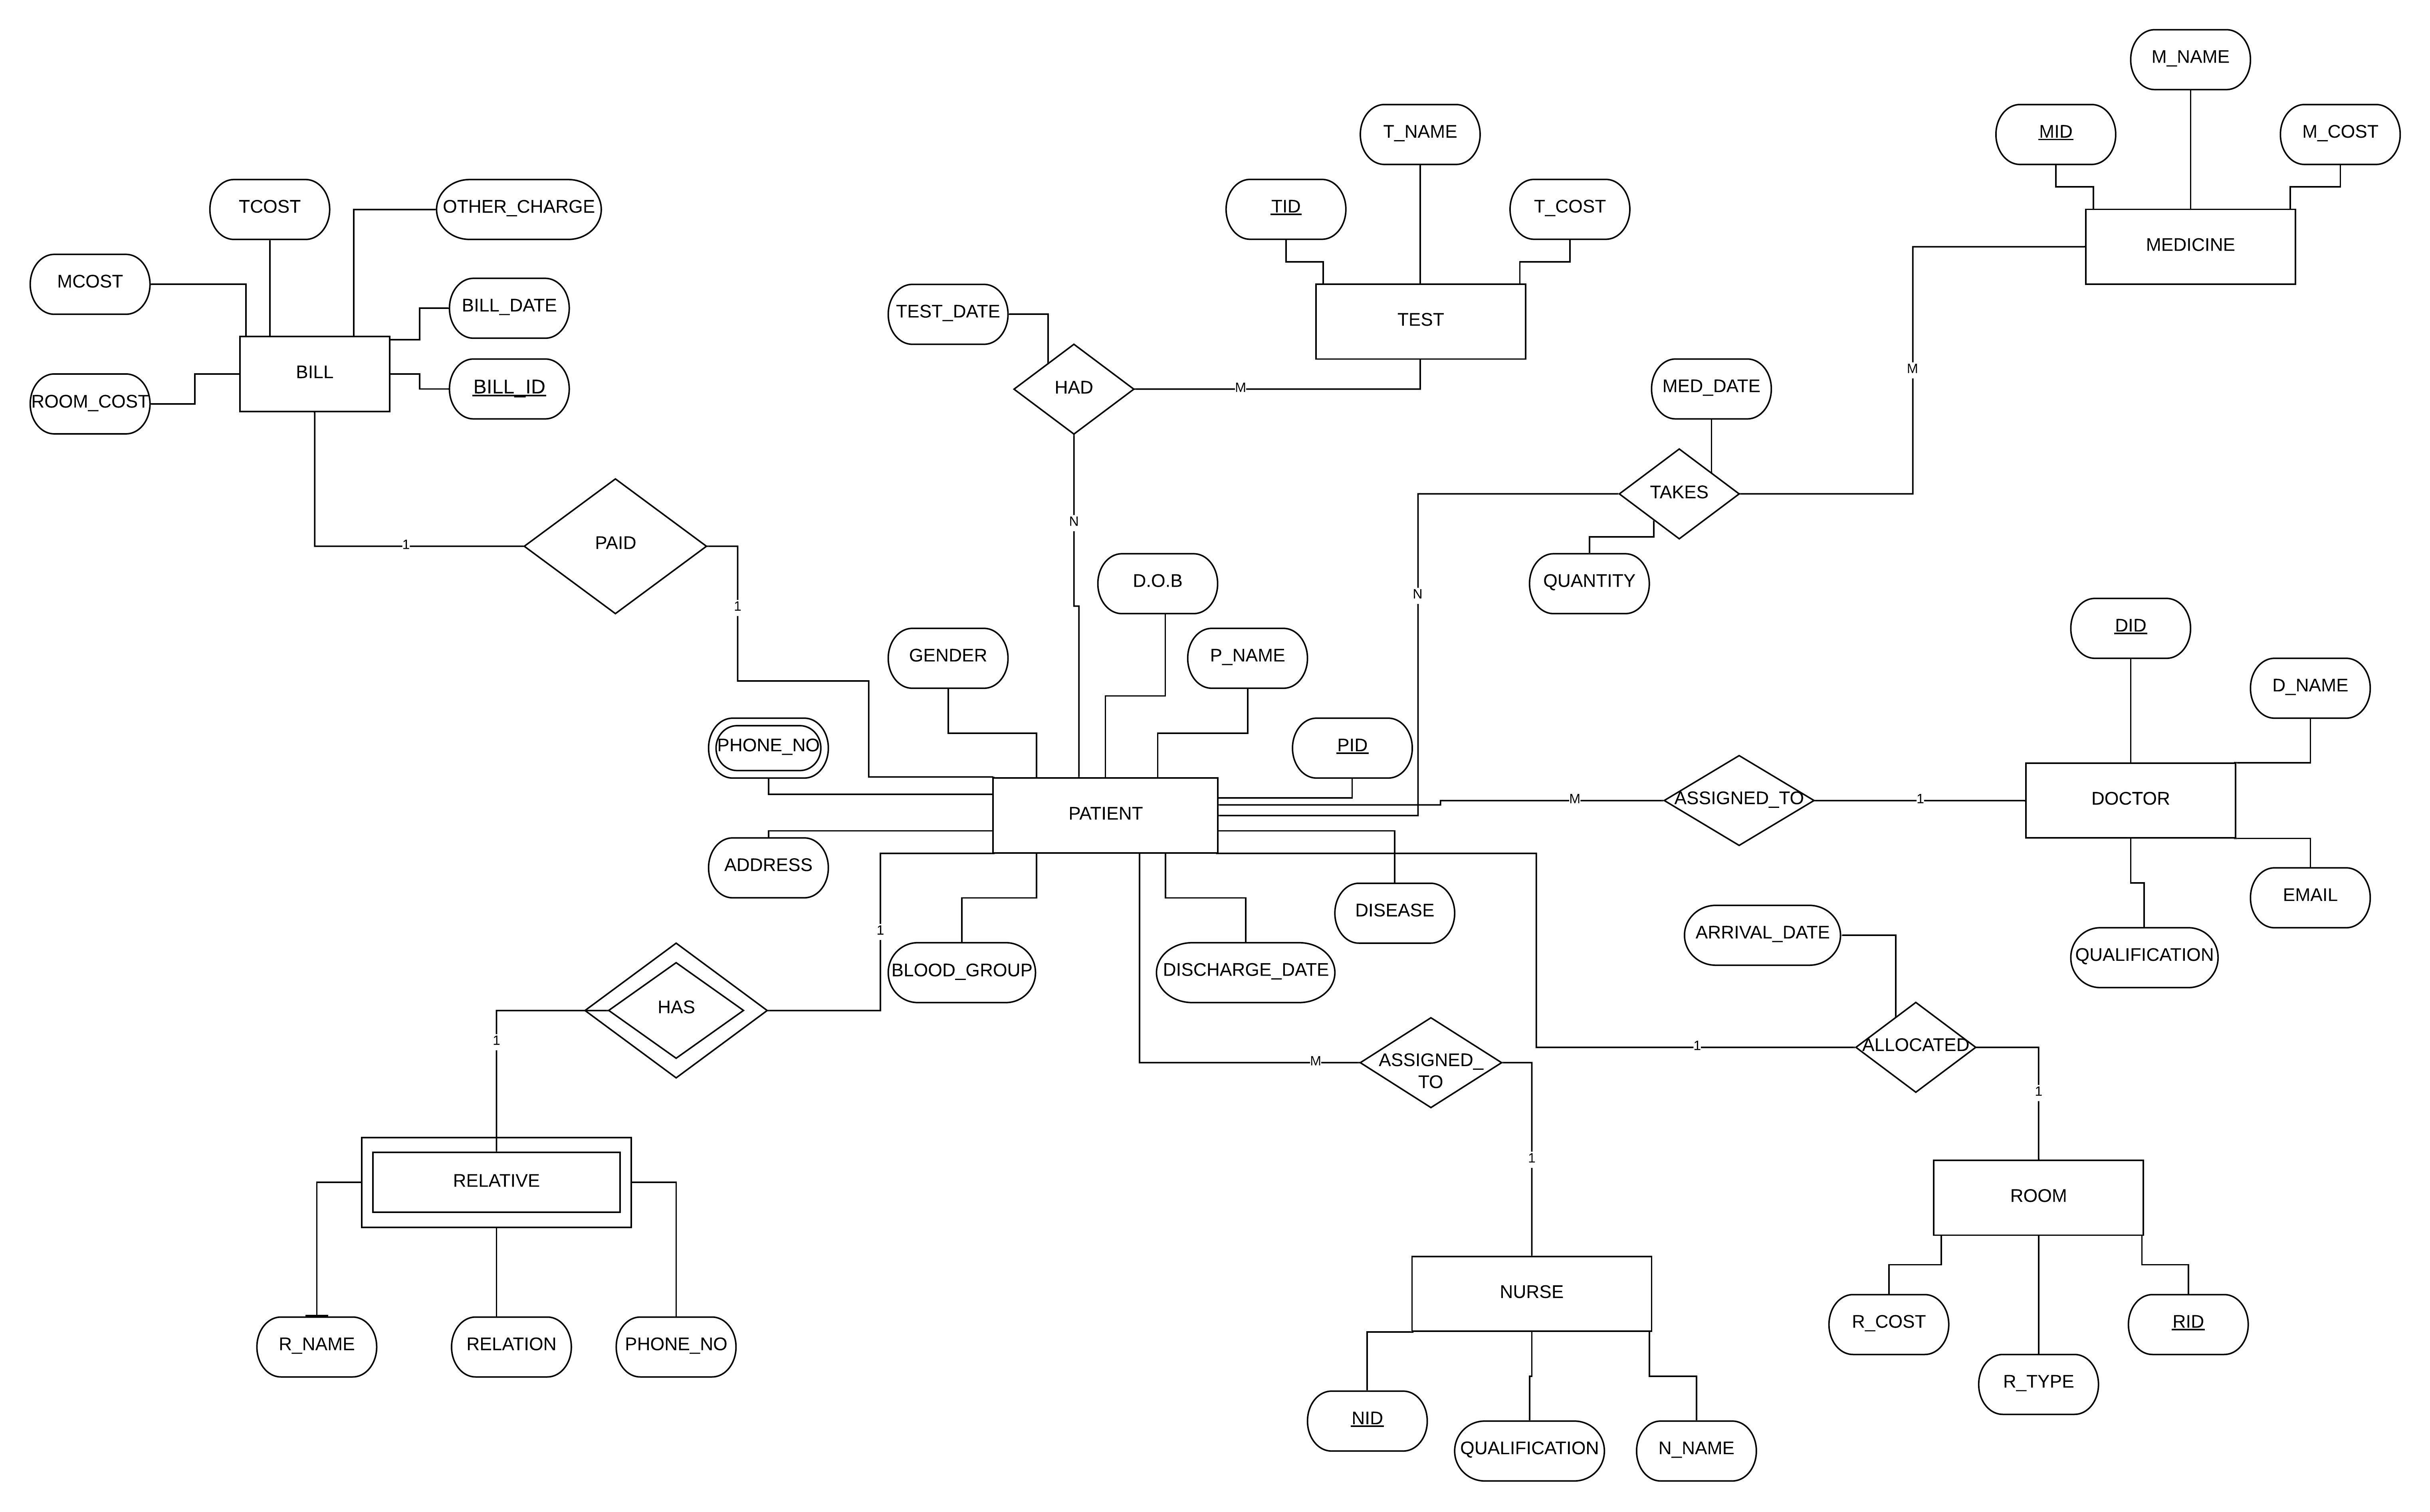 M_NAME
MID
M_COST
T_NAME
TCOST
OTHER_CHARGE
TID
T_COST
MEDICINE
MCOST
BILL_DATE
TEST_DATE
TEST
BILL
M
ROOM_COST
BILL_ID
HAD
M
MED_DATE
TAKES
N
1
PAID
D.O.B
QUANTITY
N
1
DID
GENDER
P_NAME
D_NAME
PHONE_NO
PID
PATIENT
M
ASSIGNED_TO
1
DOCTOR
ADDRESS
DISEASE
EMAIL
1
ARRIVAL_DATE
BLOOD_GROUP
DISCHARGE_DATE
QUALIFICATION
HAS
1
1
ALLOCATED
M
ASSIGNED_
TO
1
1
RELATIVE
ROOM
NURSE
R_COST
RID
R_NAME
RELATION
PHONE_NO
R_TYPE
NID
QUALIFICATION
N_NAME